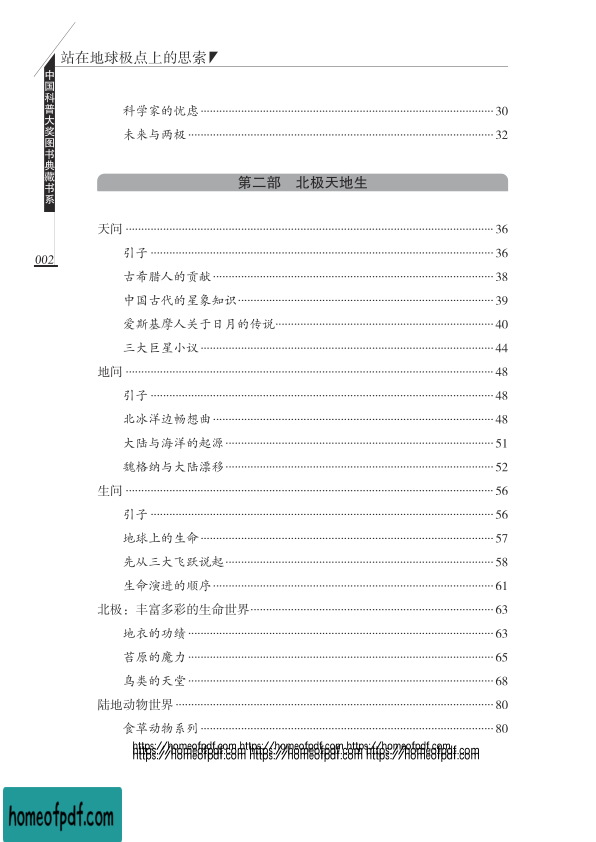 站在地球极点上的思索
中国科普大奖图书典藏书系
002
科学家的忧虑 30
未来与两极 32
第二部 北极天地生
天问 36
引子 36
古希腊人的贡献 38
中国古代的星象知识 39
爱斯基摩人关于日月的传说 40
三大巨星小议 44
地问 48
引子 48
北冰洋边畅想曲 48
大陆与海洋的起源 51
魏格纳与大陆漂移 52
生问 56
引子 56
地球上的生命 57
先从三大飞跃说起 58
生命演进的顺序 61
北极：丰富多彩的生命世界 63
地衣的功绩 63
苔原的魔力 65
鸟类的天堂 68
陆地动物世界 80
食草动物系列 80
https://homeofpdf.com https://homeofpdf.com https://homeofpdf.com
https://homeofpdf.com https://homeofpdf.com https://homeofpdf.com
https://homeofpdf.com https://homeofpdf.com https://homeofpdf.com
homeofpdf.com